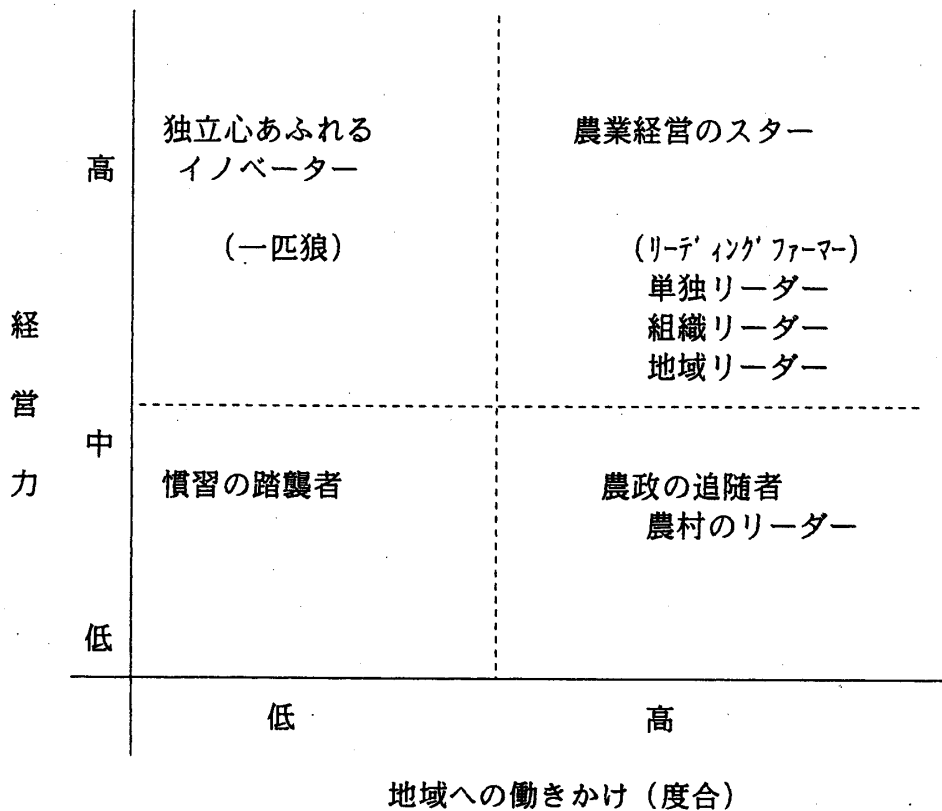 独立心あふれる
イノベーター
(一匹狼)
農業経営のスター
(ﾘｰﾃﾞｨﾝｸﾞﾌｧｰﾏｰ)
単独リーダー
組織リーダー
地域リーダー
慣習の踏襲者
農政の追随者
農村のリーダー
経営力
高
中
低
低
高
地域への働きかけ（度合）